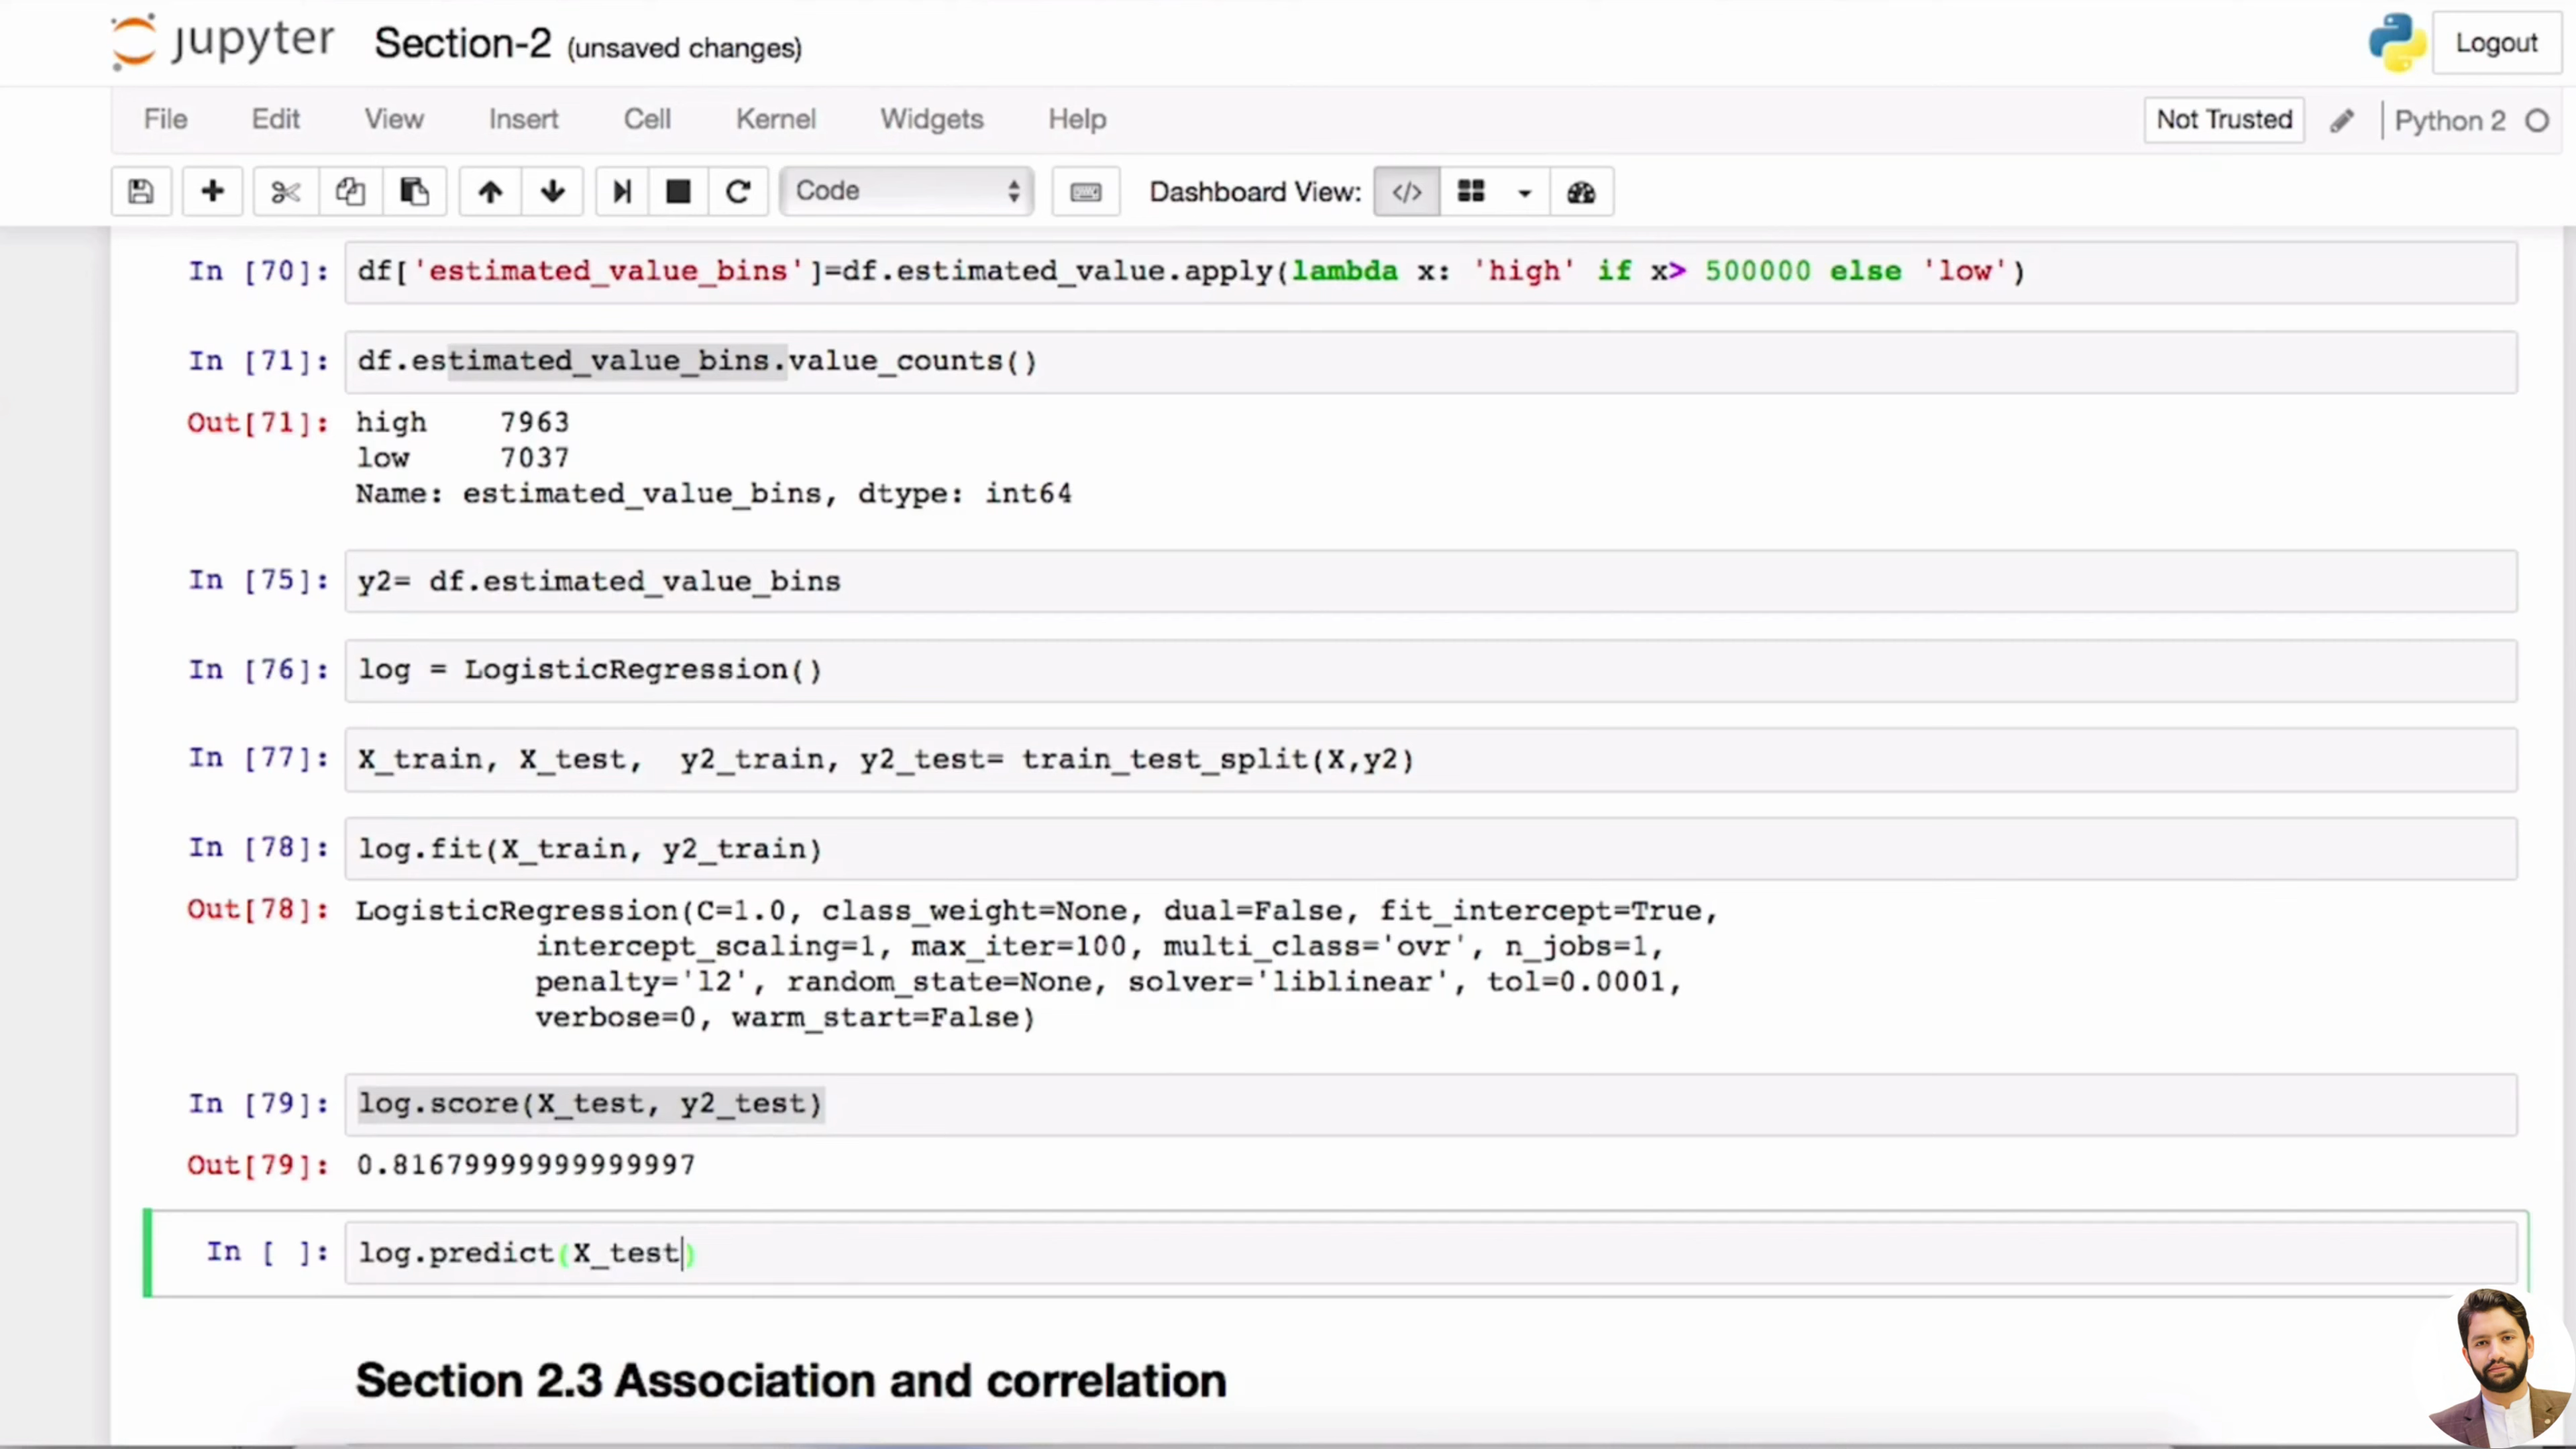 jupyter Section-2 (unsaved changes) Logout
File Edit View Insert Cell Kernel Widgets Help Not Trusted Python 2
Code Dashboard View: </>
In [70]: df['estimated_value_bins']=df.estimated_value.apply(lambda x: 'high' if x> 500000 else 'low')
In [71]: df.estimated_value_bins.value_counts()
Out[71]: high 7963
low 7037
Name: estimated_value_bins, dtype: int64
In [75]: y2= df.estimated_value_bins
In [76]: log = LogisticRegression()
In [77]: X_train, X_test, y2_train, y2_test= train_test_split(X,y2)
In [78]: log.fit(X_train, y2_train)
Out[78]: LogisticRegression(C=1.0, class_weight=None, dual=False, fit_intercept=True,
intercept_scaling=1, max_iter=100, multi_class='ovr', n_jobs=1,
penalty='l2', random_state=None, solver='liblinear', tol=0.0001,
verbose=0, warm_start=False)
In [79]: log.score(X_test, y2_test)
Out[79]: 0.81679999999999997
In [ ]: log.predict(X_test)
Section 2.3 Association and correlation